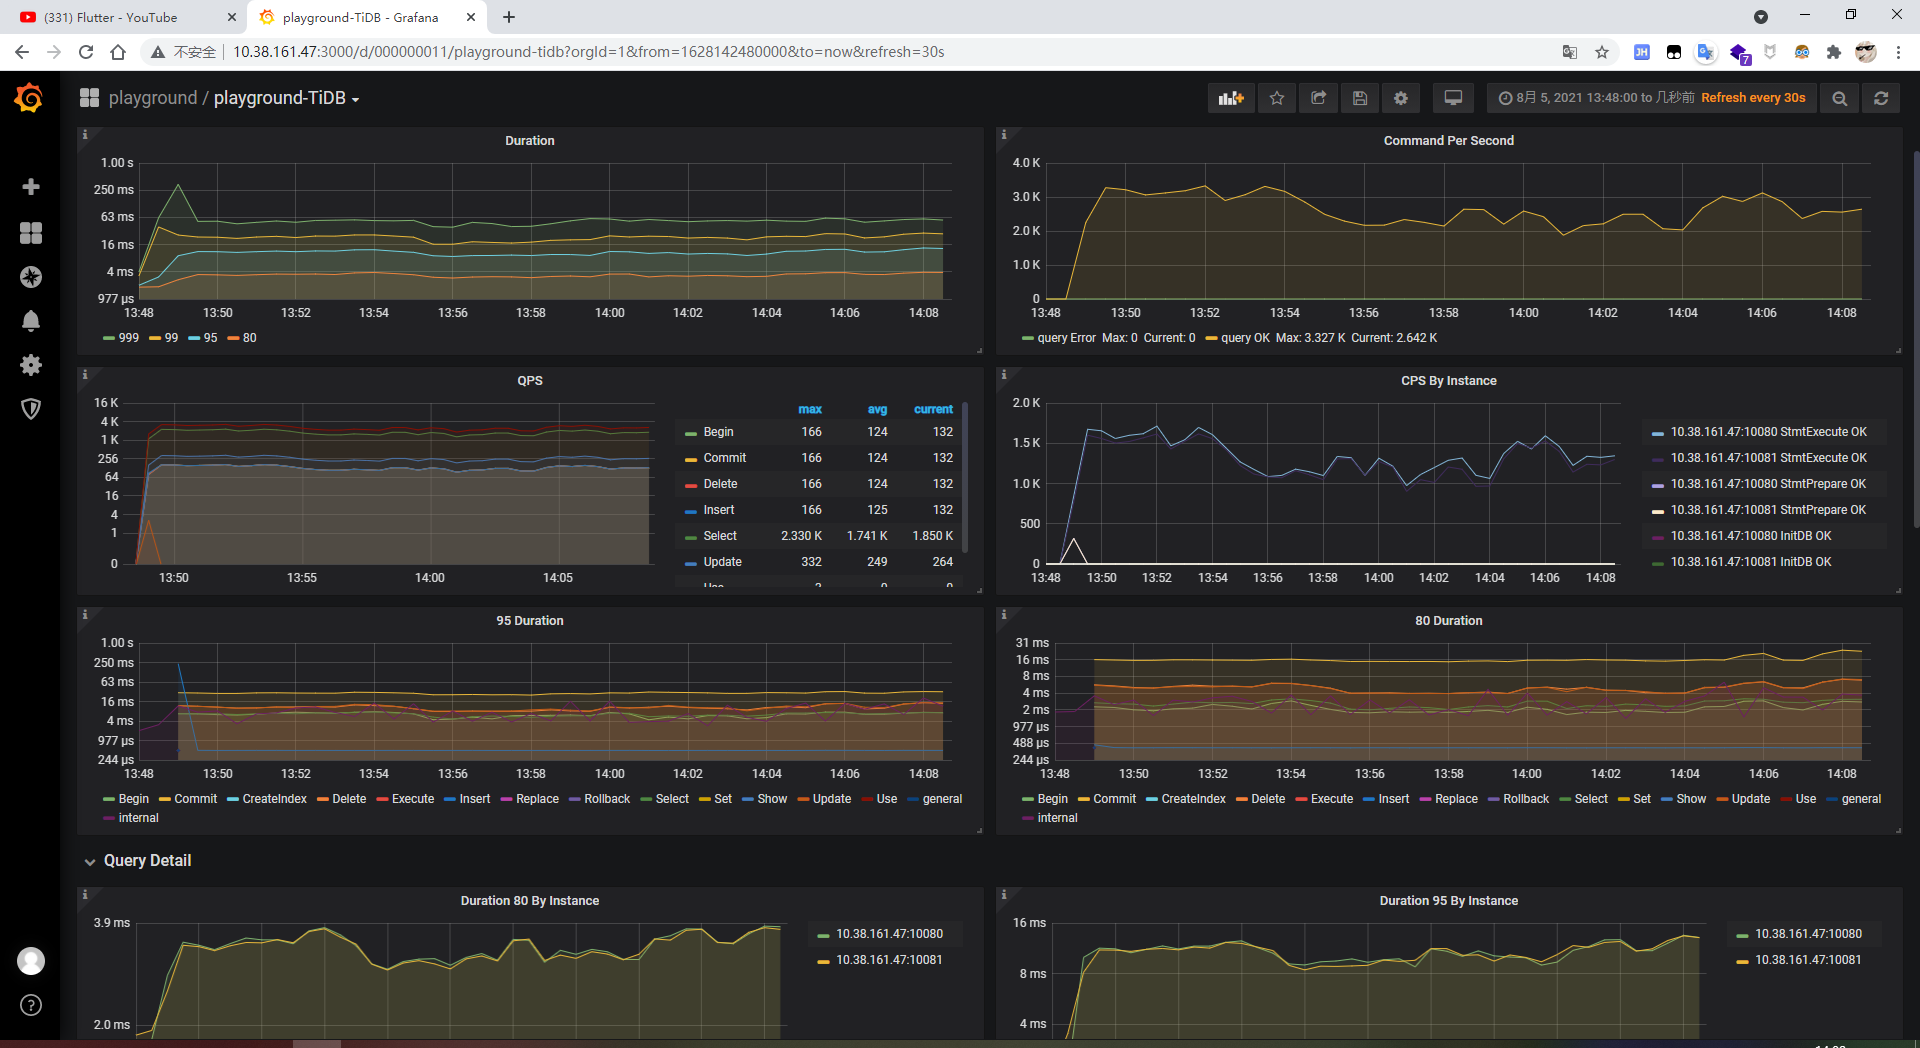 (331) Flutter - YouTube
playground-TiDB - Grafana
不安全
10.38.161.47:3000/d/000000011/playground-tidb?orgId=1&from=1628142480000&to=now&refresh=30s
JH
7
playground / playground-TiDB
8月 5, 2021 13:48:00 to 几秒前 Refresh every 30s
Duration
1.00 s
250 ms
63 ms
16 ms
4 ms
977 µs
13:48 13:50 13:52 13:54 13:56 13:58 14:00 14:02 14:04 14:06 14:08
999 99 95 80
Command Per Second
4.0 K
3.0 K
2.0 K
1.0 K
0
13:48 13:50 13:52 13:54 13:56 13:58 14:00 14:02 14:04 14:06 14:08
query Error Max: 0 Current: 0 query OK Max: 3.327 K Current: 2.642 K
QPS
16 K
4 K
1 K
256
64
16
4
1
0
13:50 13:55 14:00 14:05
max avg current
Begin 166 124 132
Commit 166 124 132
Delete 166 124 132
Insert 166 125 132
Select 2.330 K 1.741 K 1.850 K
Update 332 249 264
CPS By Instance
2.0 K
1.5 K
1.0 K
500
0
13:48 13:50 13:52 13:54 13:56 13:58 14:00 14:02 14:04 14:06 14:08
10.38.161.47:10080 StmtExecute OK
10.38.161.47:10081 StmtExecute OK
10.38.161.47:10080 StmtPrepare OK
10.38.161.47:10081 StmtPrepare OK
10.38.161.47:10080 InitDB OK
10.38.161.47:10081 InitDB OK
95 Duration
1.00 s
250 ms
63 ms
16 ms
4 ms
977 µs
244 µs
13:48 13:50 13:52 13:54 13:56 13:58 14:00 14:02 14:04 14:06 14:08
Begin Commit CreateIndex Delete Execute Insert Replace Rollback Select Set Show Update Use general
internal
80 Duration
31 ms
16 ms
8 ms
4 ms
2 ms
977 µs
488 µs
244 µs
13:48 13:50 13:52 13:54 13:56 13:58 14:00 14:02 14:04 14:06 14:08
Begin Commit CreateIndex Delete Execute Insert Replace Rollback Select Set Show Update Use general
internal
Query Detail
Duration 80 By Instance
3.9 ms
2.0 ms
10.38.161.47:10080
10.38.161.47:10081
Duration 95 By Instance
16 ms
8 ms
4 ms
10.38.161.47:10080
10.38.161.47:10081